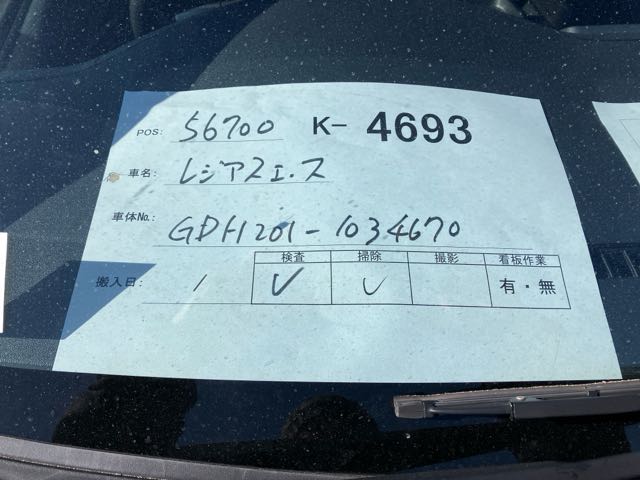 POS: 56700 K- 4693
車名: レジアスエース
車体No.: GDH201-1034670
検査 掃除 撮影 看板作業
搬入日: / ✓ ✓ 有・無